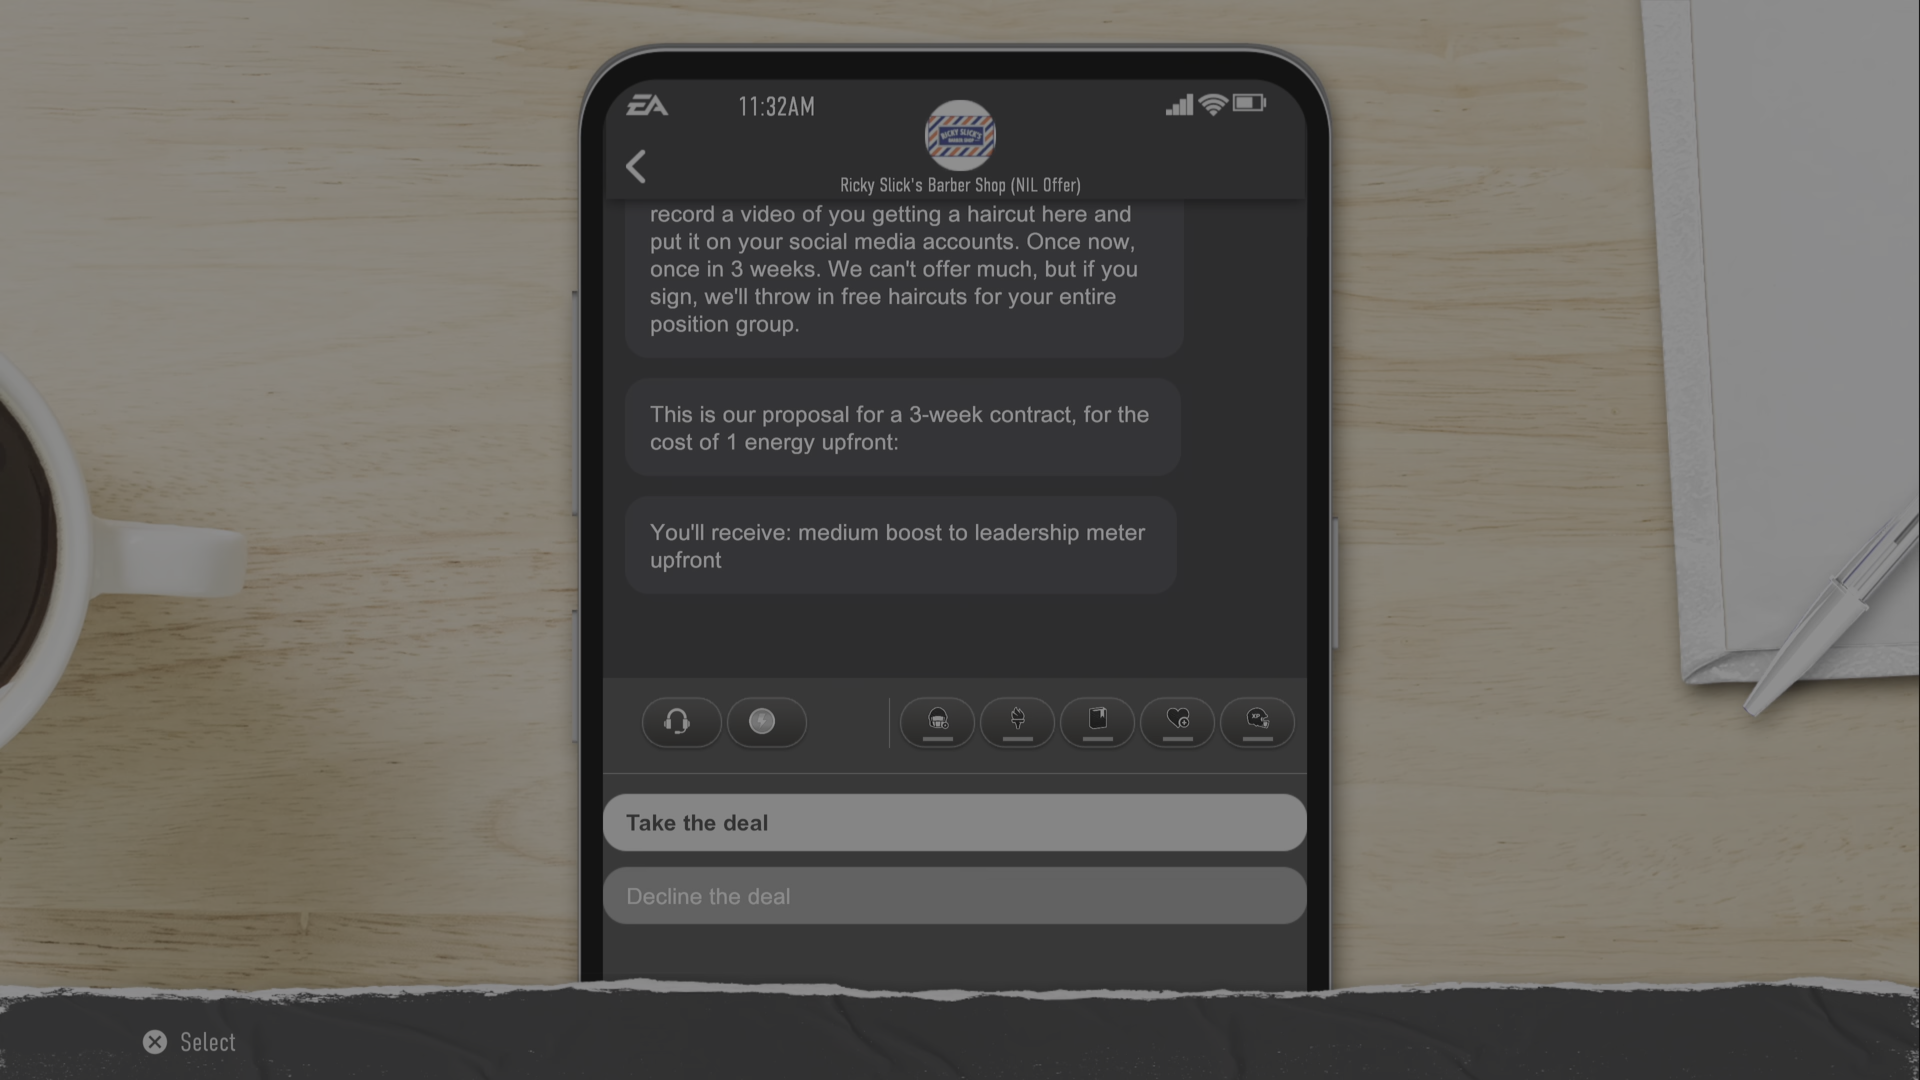 EA
11:32AM
RICKY SLICK'S
Ricky Slick's Barber Shop (NIL Offer)
record a video of you getting a haircut here and
put it on your social media accounts. Once now,
once in 3 weeks. We can't offer much, but if you
sign, we'll throw in free haircuts for your entire
position group.
This is our proposal for a 3-week contract, for the
cost of 1 energy upfront:
You'll receive: medium boost to leadership meter
upfront
XP
Take the deal
Decline the deal
Select